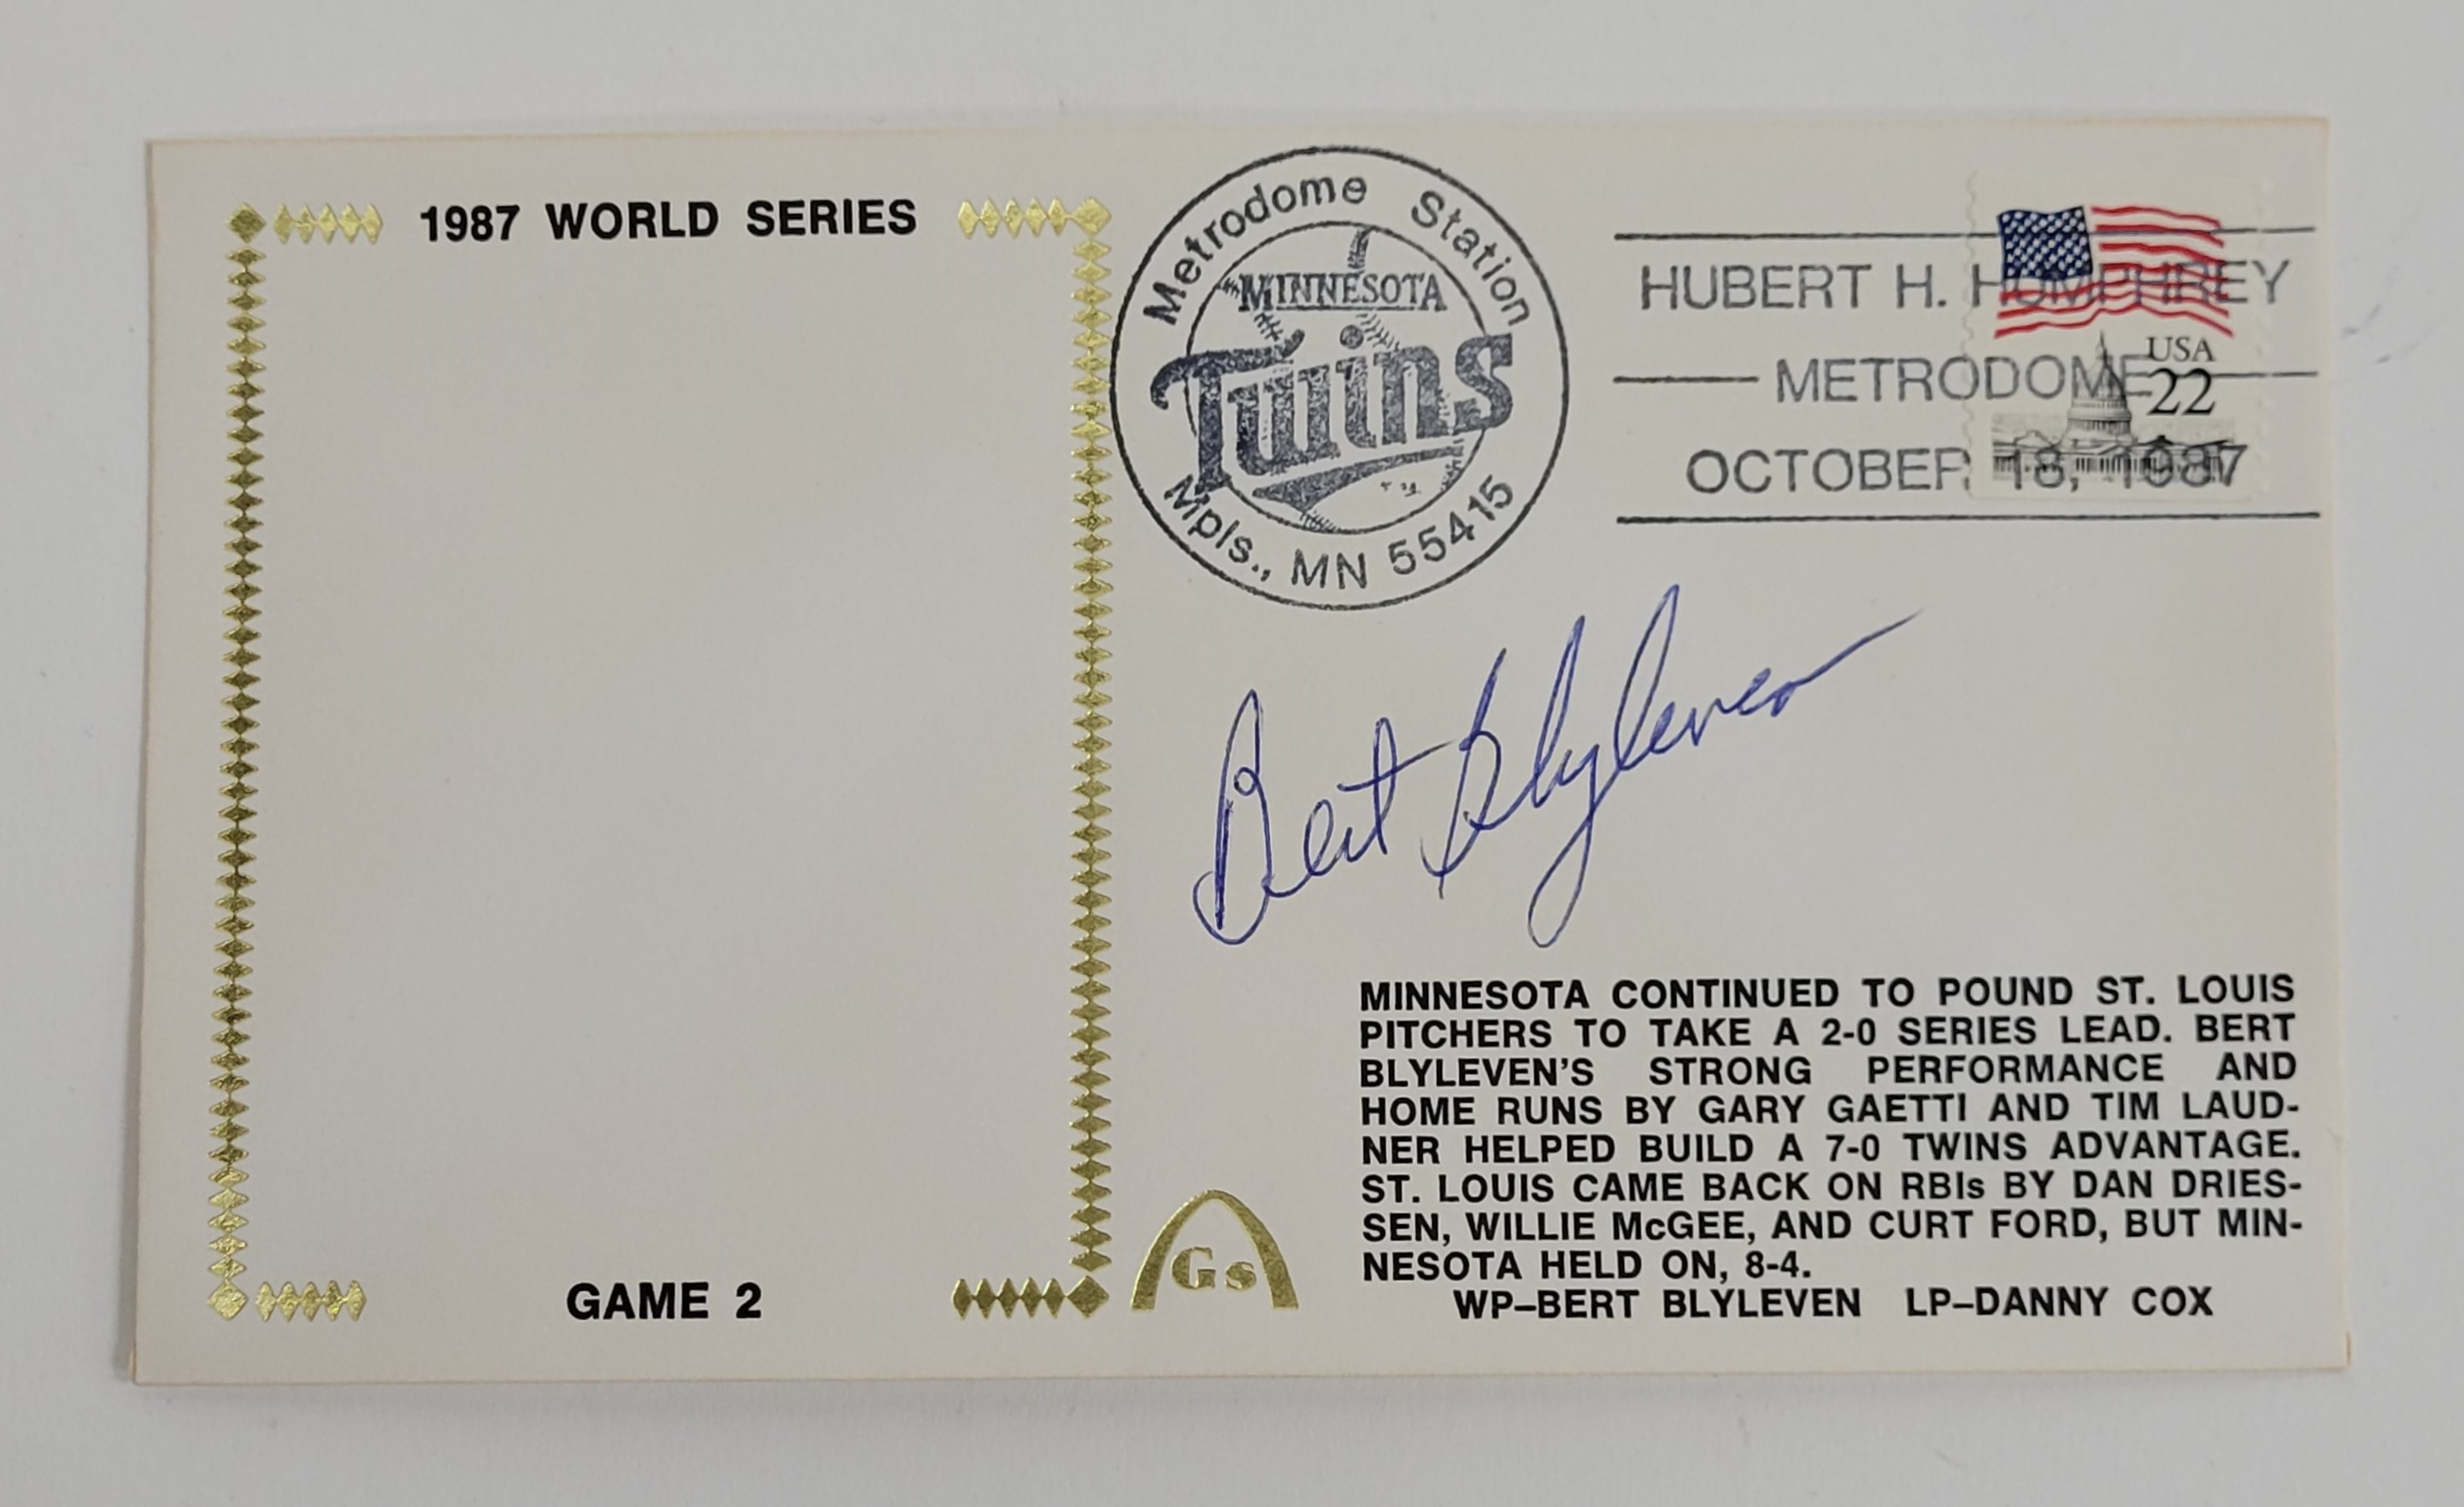 1987 WORLD SERIES
GAME 2
Metrodome Station
MINNESOTA
Twins
Mpls., MN 55415
HUBERT H. HUMPHREY
METRODOME
OCTOBER 18, 1987
USA
22
Bert Blyleven
Gs
MINNESOTA CONTINUED TO POUND ST. LOUIS
PITCHERS TO TAKE A 2-0 SERIES LEAD. BERT
BLYLEVEN'S STRONG PERFORMANCE AND
HOME RUNS BY GARY GAETTI AND TIM LAUD-
NER HELPED BUILD A 7-0 TWINS ADVANTAGE.
ST. LOUIS CAME BACK ON RBIs BY DAN DRIES-
SEN, WILLIE McGEE, AND CURT FORD, BUT MIN-
NESOTA HELD ON, 8-4.
WP–BERT BLYLEVEN LP–DANNY COX